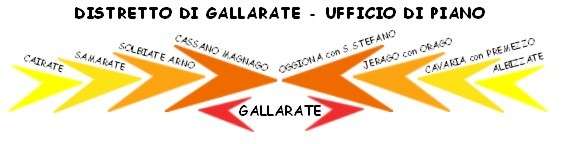 DISTRETTO DI GALLARATE - UFFICIO DI PIANO
CAIRATE
SAMARATE
SOLBIATE ARNO
CASSANO MAGNAGO
OGGIONA con S.STEFANO
JERAGO con ORAGO
CAVARIA con PREMEZZO
ALBIZZATE
GALLARATE